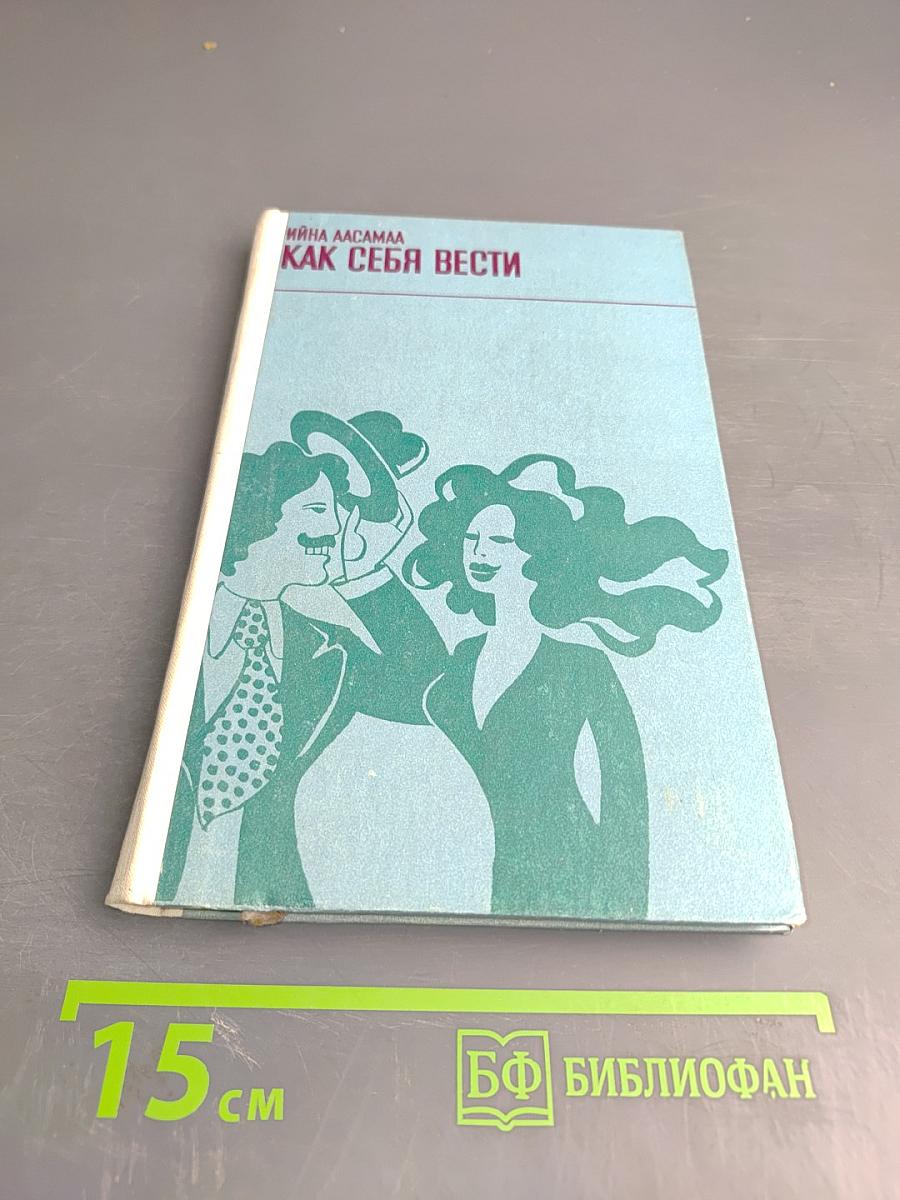 ИЙНА ААСАМАА
КАК СЕБЯ ВЕСТИ
15 см
БФ БИБЛИОФАН